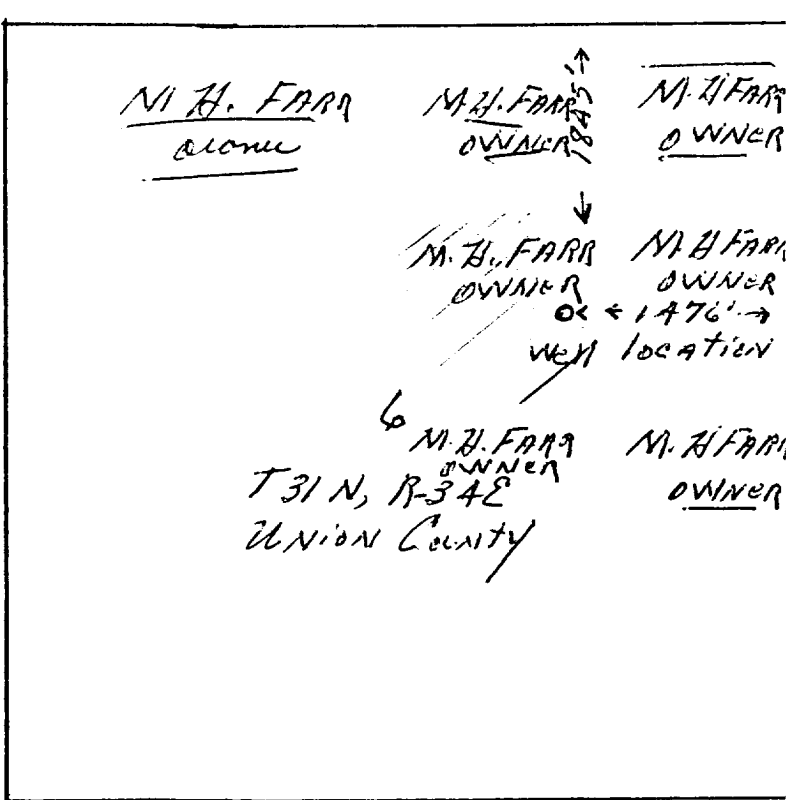 M. H. FARR M.H. FARR M. H FARR
OWNER OWNER
1845'
M. H. FARR M H FARR
OWNER OWNER
1476'
well location
6
M. H. FARR M. H FARR
OWNER OWNER
T 31 N, R-34E
Union County